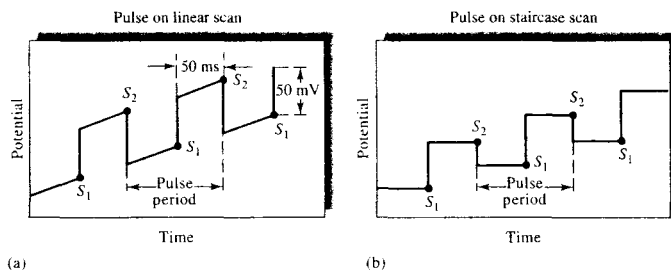 Pulse on linear scan
50 ms
S₂
50 mV
S₂
S₁
S₁
S₁
Pulse
period
Potential
Time
(a)
Pulse on staircase scan
S₂
S₂
S₁
S₁
S₁
Pulse
period
Potential
Time
(b)